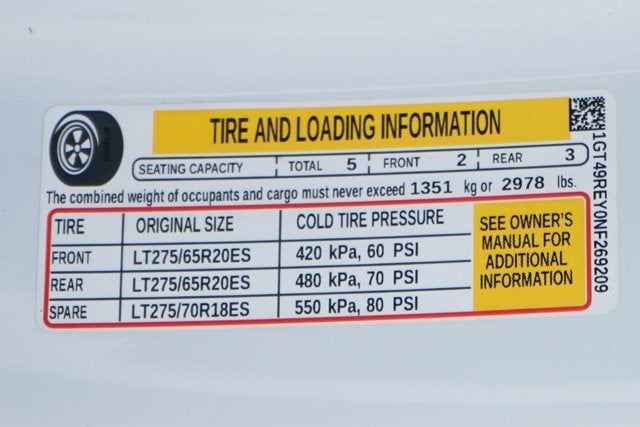 TIRE AND LOADING INFORMATION
SEATING CAPACITY TOTAL 5 FRONT 2 REAR 3
The combined weight of occupants and cargo must never exceed 1351 kg or 2978 lbs.
TIRE ORIGINAL SIZE COLD TIRE PRESSURE
FRONT LT275/65R20ES 420 kPa, 60 PSI
REAR LT275/65R20ES 480 kPa, 70 PSI
SPARE LT275/70R18ES 550 kPa, 80 PSI
SEE OWNER'S
MANUAL FOR
ADDITIONAL
INFORMATION
1GT49REY0NF269209